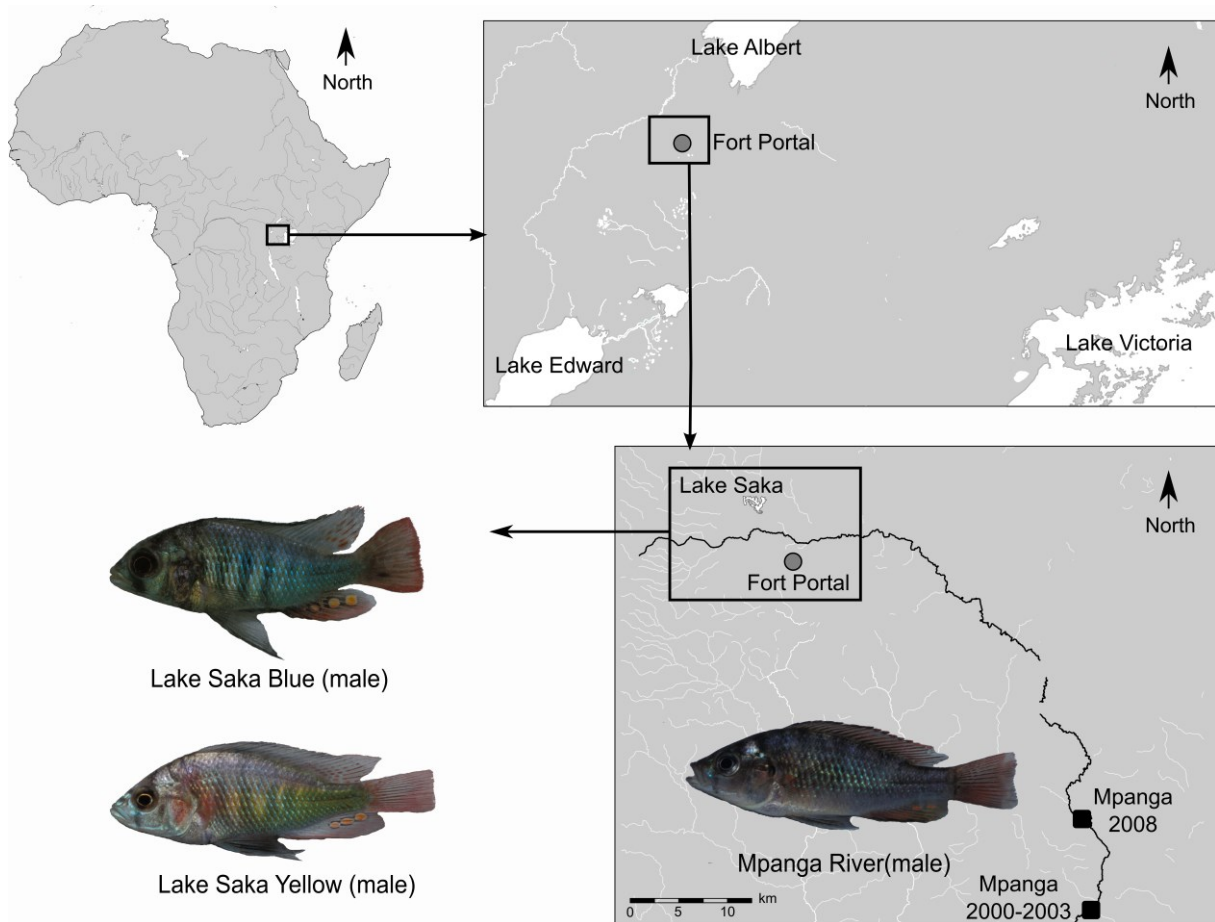 North
Lake Albert
North
Fort Portal
Lake Edward
Lake Victoria
Lake Saka
North
Fort Portal
Lake Saka Blue (male)
Lake Saka Yellow (male)
Mpanga River(male)
Mpanga
2008
Mpanga
2000-2003
km
0 5 10